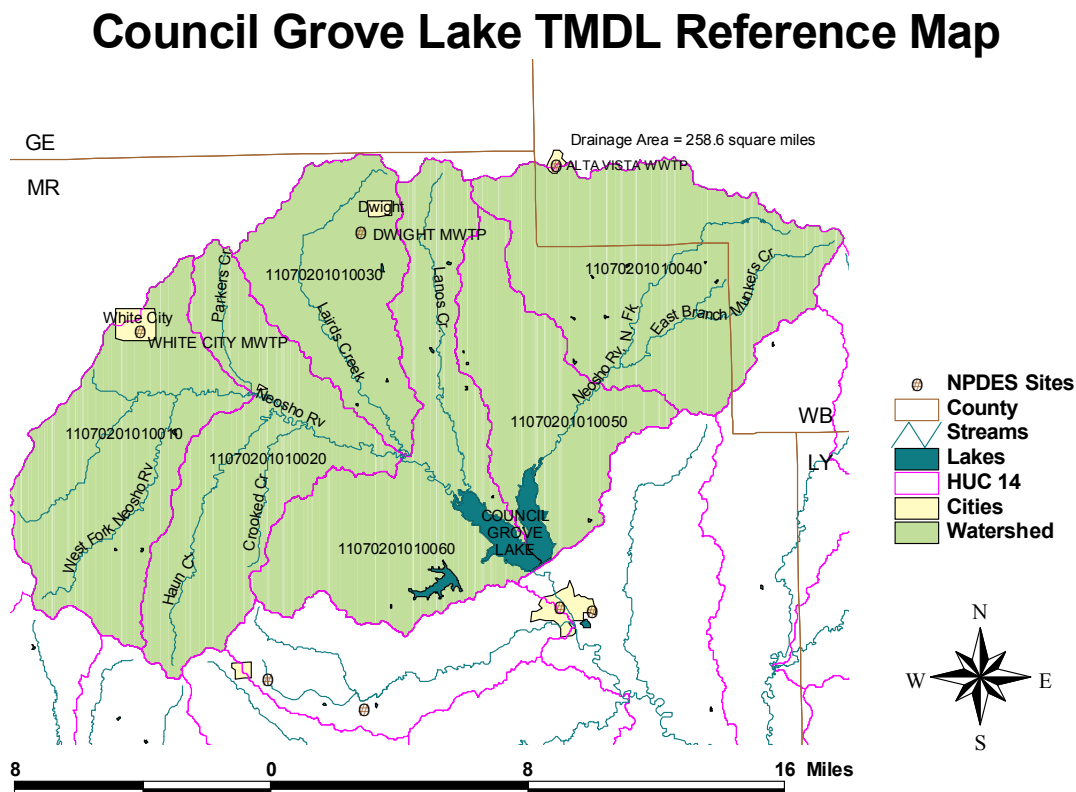 Council Grove Lake TMDL Reference Map
GE
MR
Drainage Area = 258.6 square miles
ALTA VISTA WWTP
Dwight
DWIGHT MWTP
11070201010030
11070201010040
Parkers Cr
Lanos Cr.
Munkers Cr
East Branch
Neosho Rv, N. Fk
Lairds Creek
White City
WHITE CITY MWTP
Neosho Rv
11070201010010
11070201010020
11070201010050
WB
LY
West Fork Neosho Rv
Haun Cr
Crooked Cr
COUNCIL
GROVE
LAKE
11070201010060
NPDES Sites
County
Streams
Lakes
HUC 14
Cities
Watershed
N
W
E
S
8
0
8
16 Miles